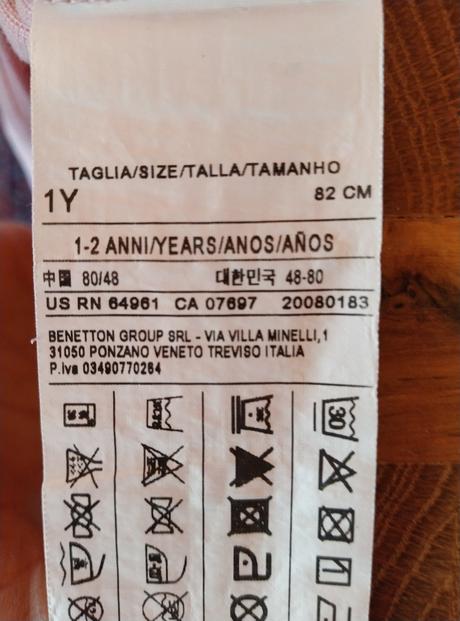 TAGLIA/SIZE/TALLA/TAMANHO
1Y 82 CM
1-2 ANNI/YEARS/ANOS/AÑOS
中国 80/48 대한민국 48-80
US RN 64961 CA 07697 20080183
BENETTON GROUP SRL - VIA VILLA MINELLI,1
31050 PONZANO VENETO TREVISO ITALIA
P.iva 03490770264
30